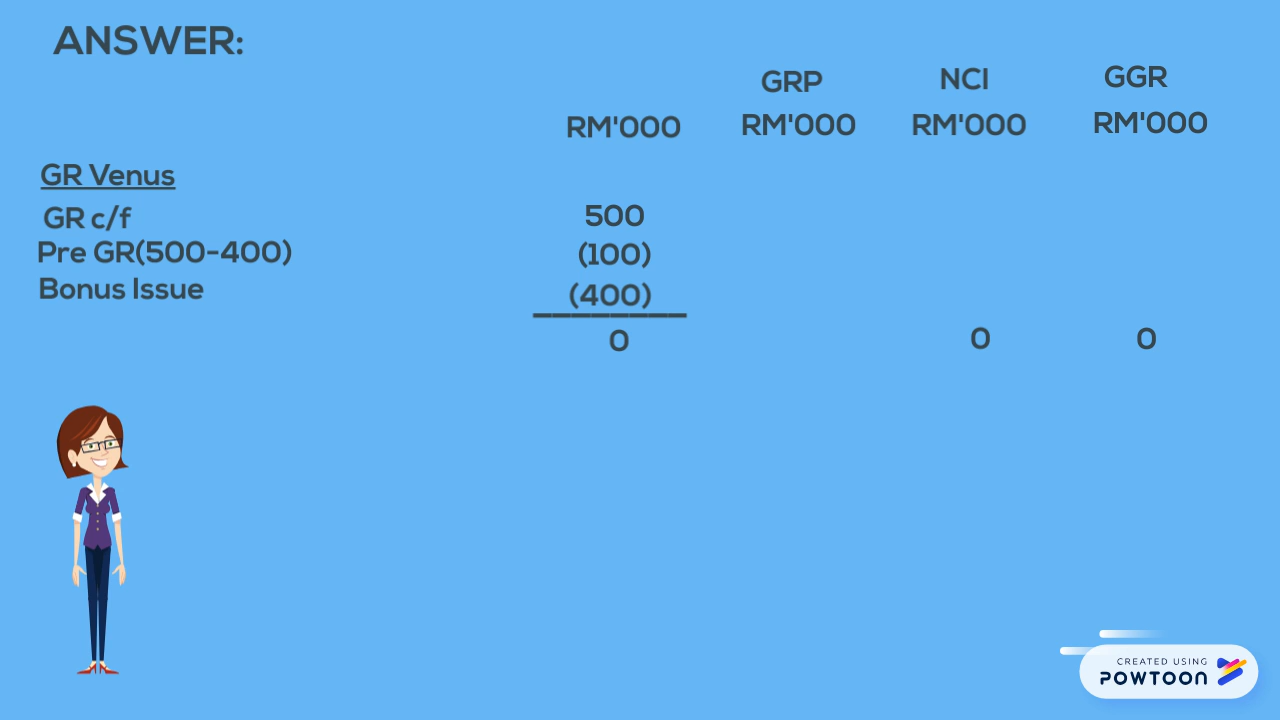 ANSWER:
GRP NCI GGR
RM'000 RM'000 RM'000 RM'000
GR Venus
GR c/f 500
Pre GR(500-400) (100)
Bonus Issue (400)
0 0 0
CREATED USING
POWTOON